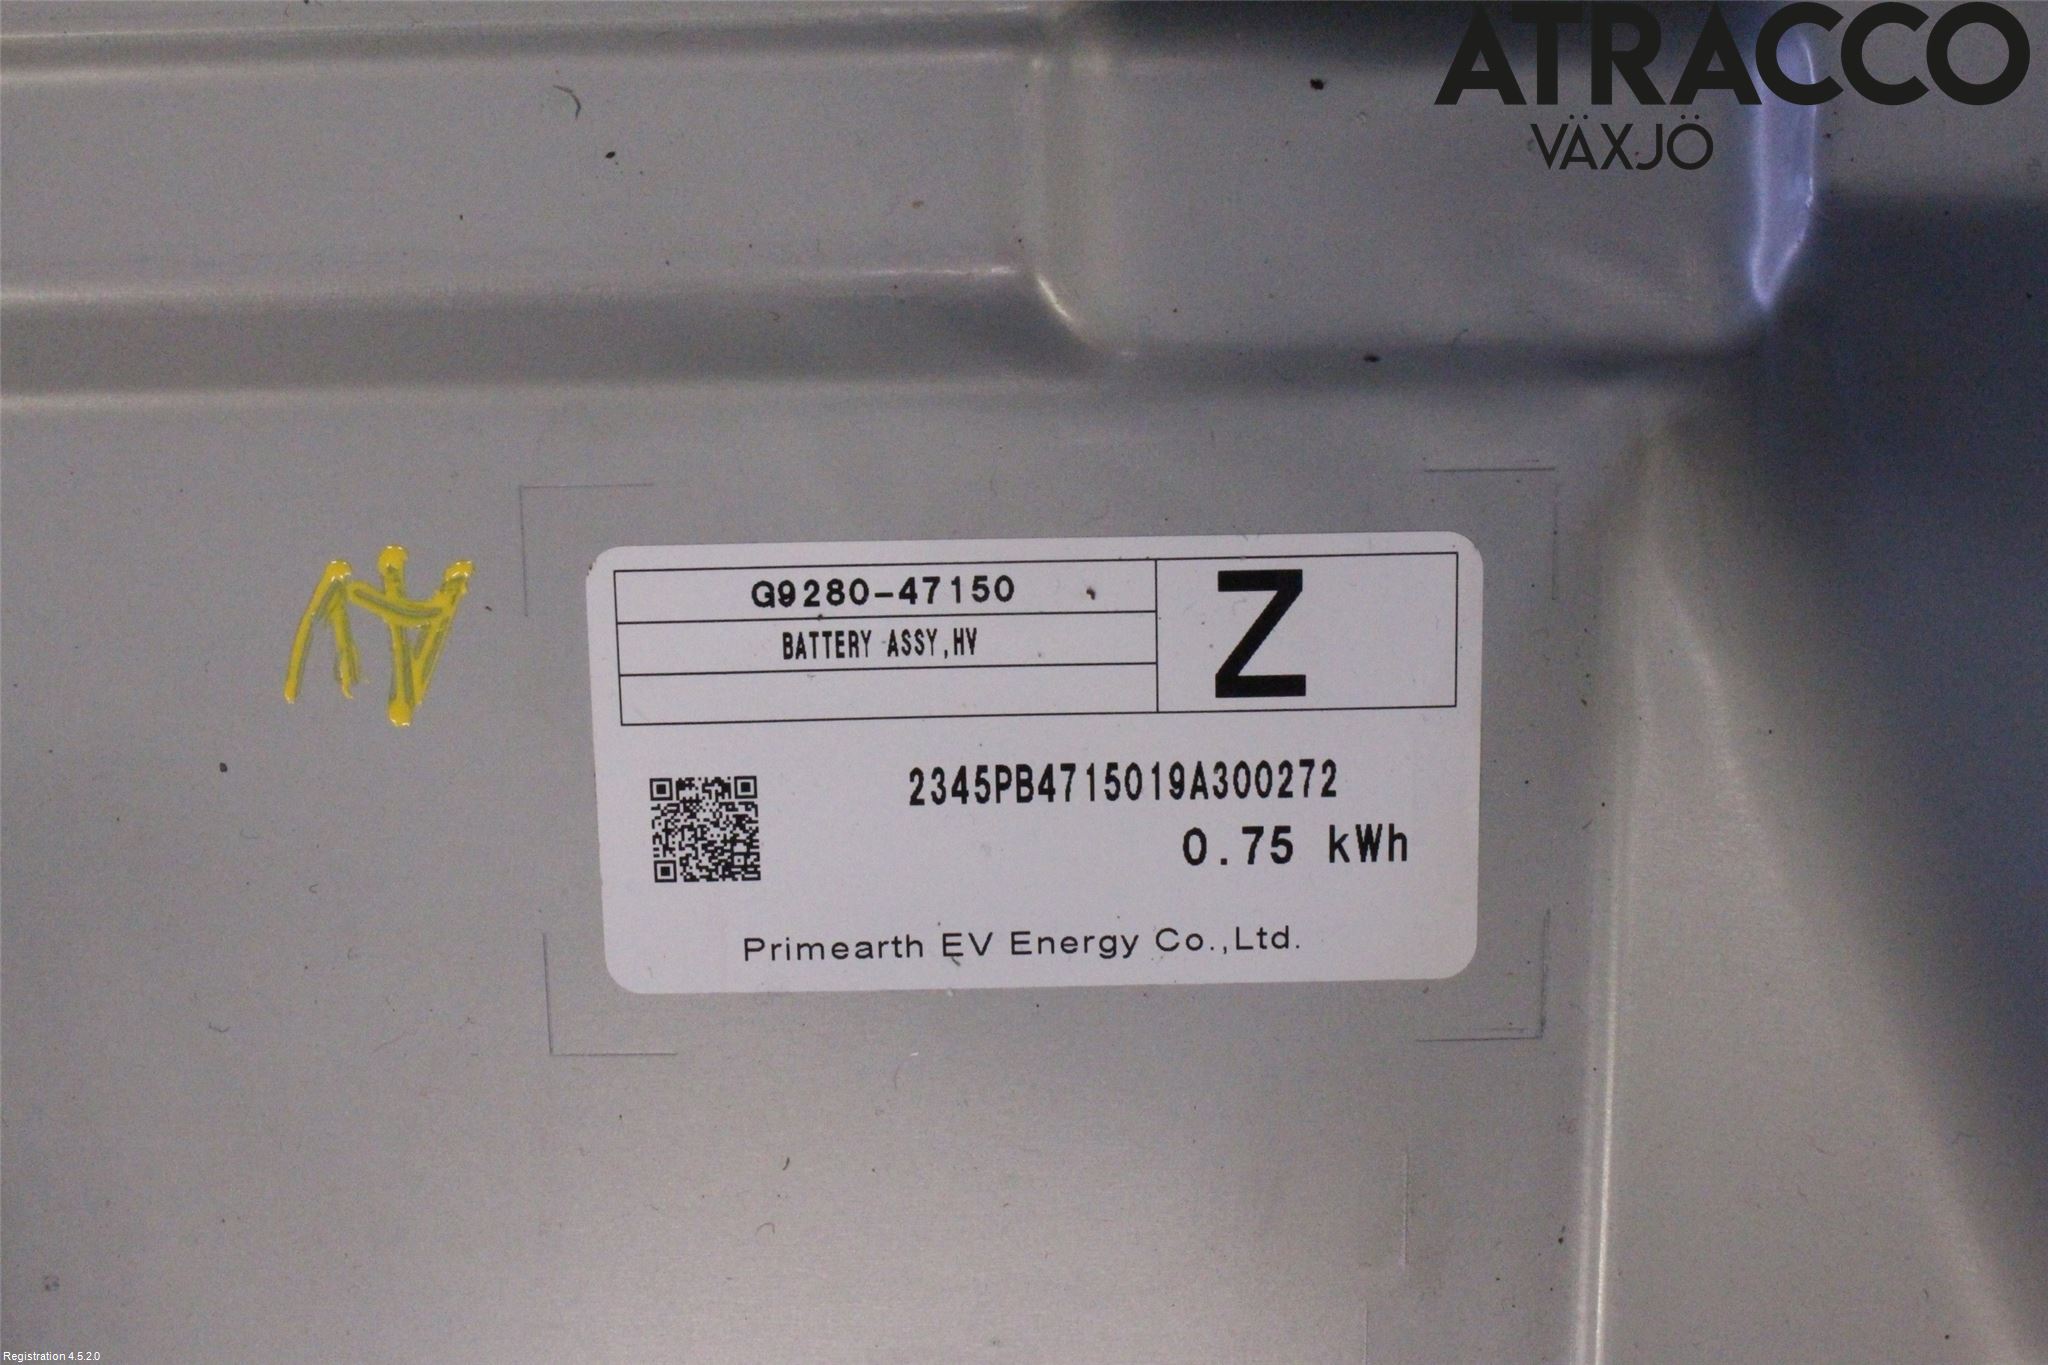 ATRACCO
VÄXJÖ
G9280-47150
BATTERY ASSY,HV
Z
2345PB4715019A300272
0.75 kWh
Primearth EV Energy Co.,Ltd.
Registration 4.5.2.0